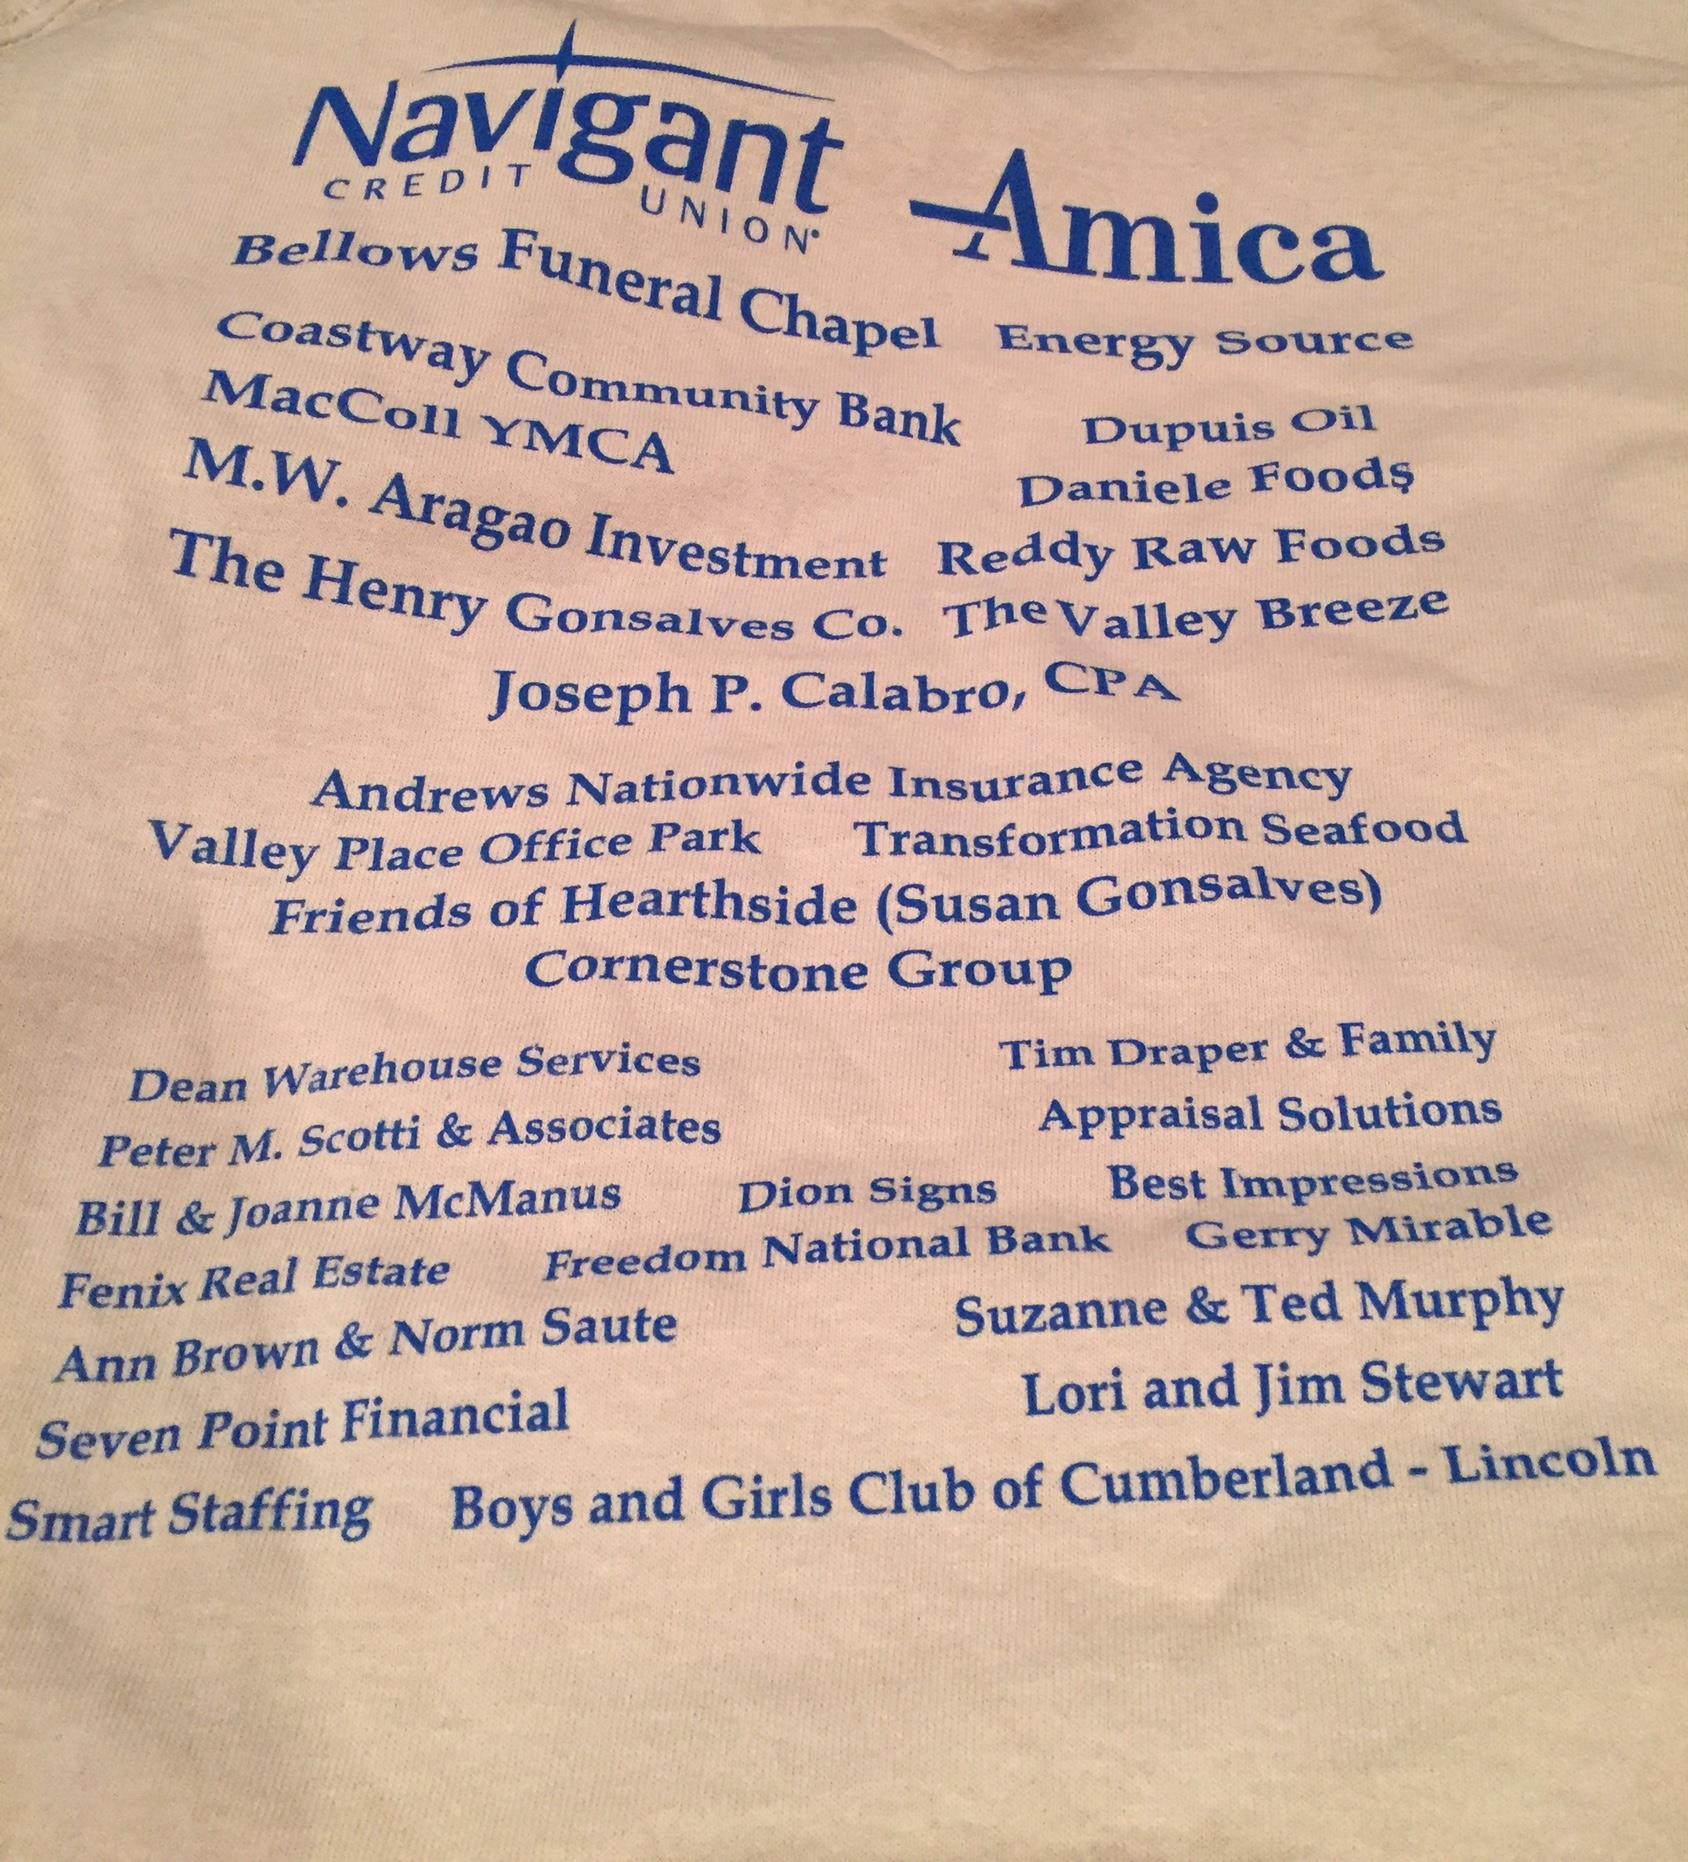 Navigant
CREDIT UNION
Amica
Bellows Funeral Chapel Energy Source
Coastway Community Bank Dupuis Oil
MacColl YMCA Daniele Foods
M.W. Aragao Investment Reddy Raw Foods
The Henry Gonsalves Co. The Valley Breeze
Joseph P. Calabro, CPA
Andrews Nationwide Insurance Agency
Valley Place Office Park Transformation Seafood
Friends of Hearthside (Susan Gonsalves)
Cornerstone Group
Dean Warehouse Services Tim Draper & Family
Peter M. Scotti & Associates Appraisal Solutions
Bill & Joanne McManus Dion Signs Best Impressions
Fenix Real Estate Freedom National Bank Gerry Mirable
Ann Brown & Norm Saute Suzanne & Ted Murphy
Seven Point Financial Lori and Jim Stewart
Smart Staffing Boys and Girls Club of Cumberland - Lincoln